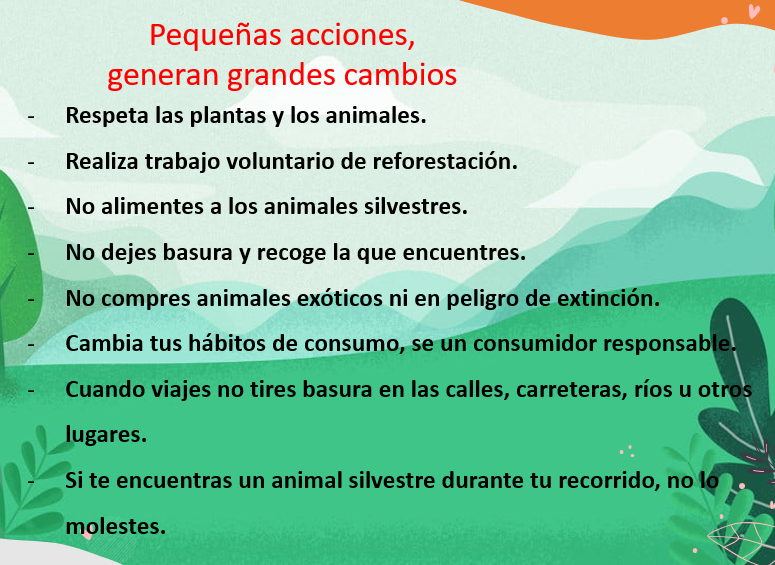 Pequeñas acciones,
generan grandes cambios
- Respeta las plantas y los animales.
- Realiza trabajo voluntario de reforestación.
- No alimentes a los animales silvestres.
- No dejes basura y recoge la que encuentres.
- No compres animales exóticos ni en peligro de extinción.
- Cambia tus hábitos de consumo, se un consumidor responsable.
- Cuando viajes no tires basura en las calles, carreteras, ríos u otros
lugares.
- Si te encuentras un animal silvestre durante tu recorrido, no lo
molestes.